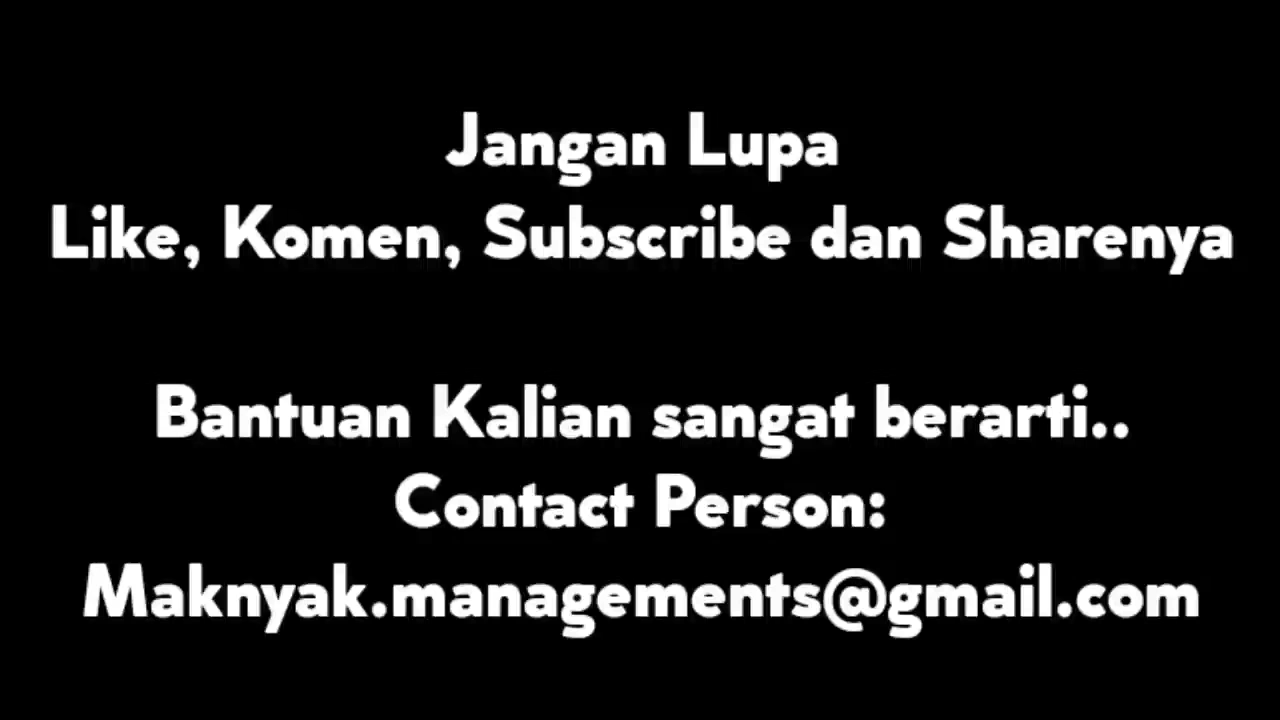 Jangan Lupa
Like, Komen, Subscribe dan Sharenya
Bantuan Kalian sangat berarti..
Contact Person:
Maknyak.managements@gmail.com